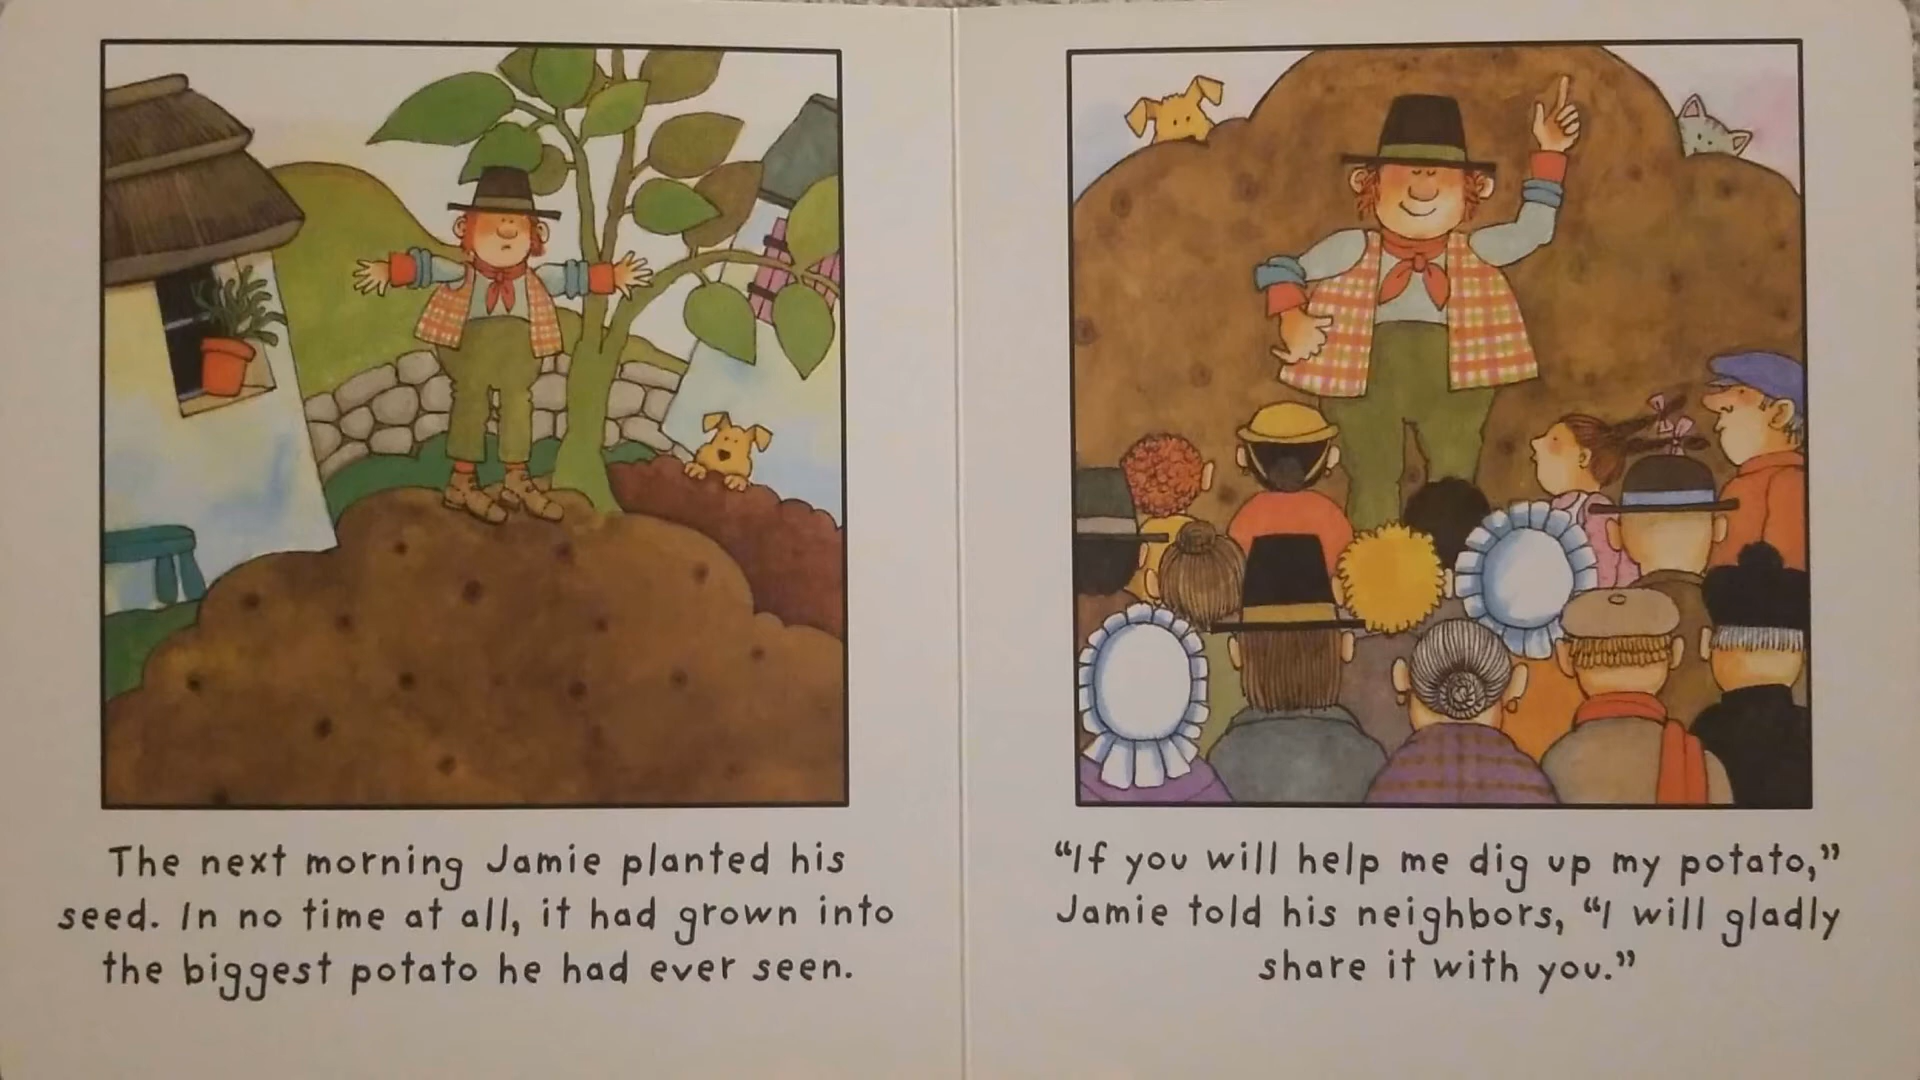 The next morning Jamie planted his
seed. In no time at all, it had grown into
the biggest potato he had ever seen.
“If you will help me dig up my potato,”
Jamie told his neighbors, “I will gladly
share it with you.”